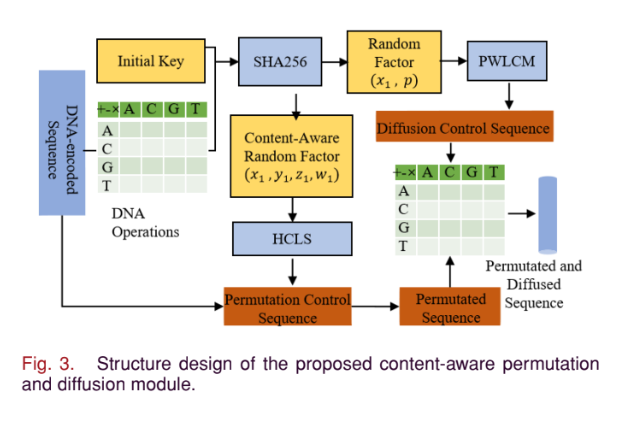 Initial Key
SHA256
Random
Factor
(x₁, p)
PWLCM
DNA-encoded
Sequence
+-× A C G T
A
C
G
T
DNA
Operations
Content-Aware
Random Factor
(x₁, y₁, z₁, w₁)
Diffusion Control Sequence
+-× A C G T
A
C
G
T
HCLS
Permutated and
Diffused
Sequence
Permutation Control
Sequence
Permutated
Sequence
Fig. 3. Structure design of the proposed content-aware permutation
and diffusion module.